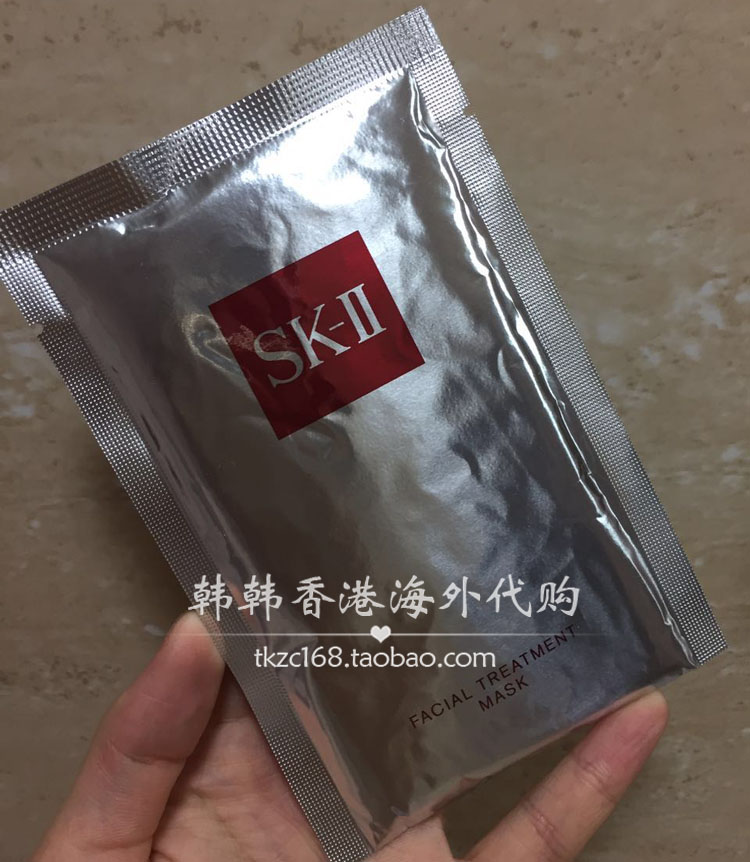 SK-II
韩韩香港海外代购
tkzc168.taobao.com
FACIAL TREATMENT
MASK